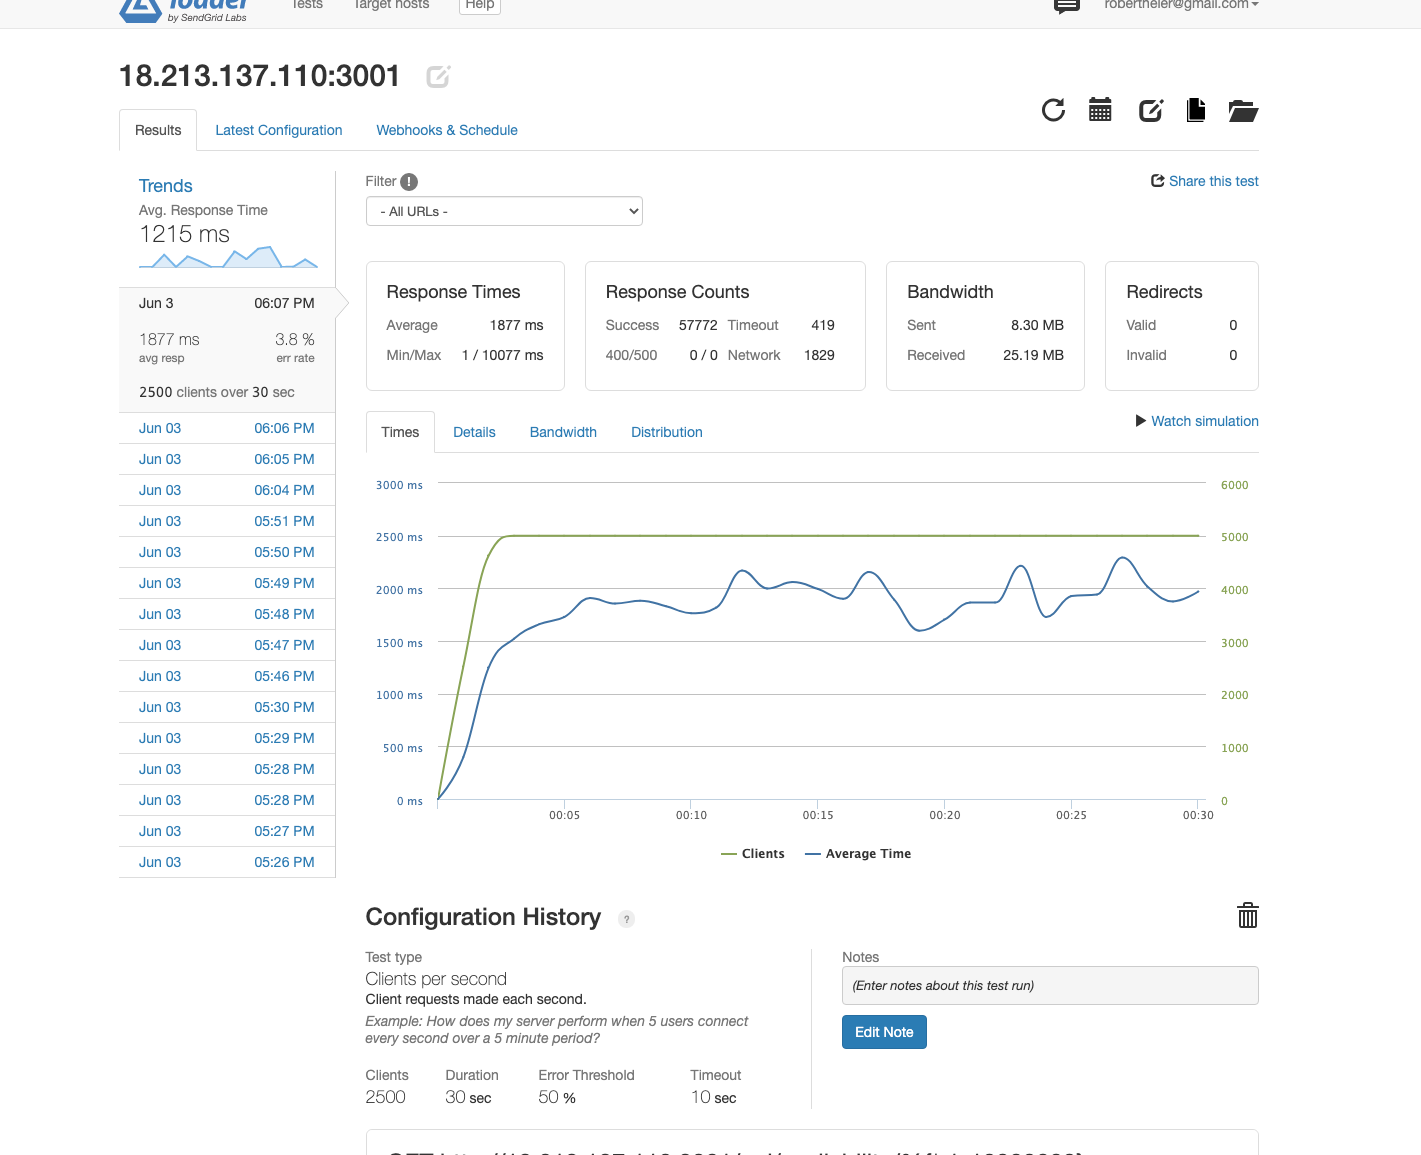 loader
by SendGrid Labs
Tests
Target hosts
Help
robertheier@gmail.com
18.213.137.110:3001
Results
Latest Configuration
Webhooks & Schedule
Trends
Avg. Response Time
1215 ms
Jun 3 06:07 PM
1877 ms 3.8 %
avg resp err rate
2500 clients over 30 sec
Jun 03 06:06 PM
Jun 03 06:05 PM
Jun 03 06:04 PM
Jun 03 05:51 PM
Jun 03 05:50 PM
Jun 03 05:49 PM
Jun 03 05:48 PM
Jun 03 05:47 PM
Jun 03 05:46 PM
Jun 03 05:30 PM
Jun 03 05:29 PM
Jun 03 05:28 PM
Jun 03 05:28 PM
Jun 03 05:27 PM
Jun 03 05:26 PM
Filter !
Share this test
- All URLs -
Response Times
Average 1877 ms
Min/Max 1 / 10077 ms
Response Counts
Success 57772 Timeout 419
400/500 0 / 0 Network 1829
Bandwidth
Sent 8.30 MB
Received 25.19 MB
Redirects
Valid 0
Invalid 0
Times
Details
Bandwidth
Distribution
Watch simulation
3000 ms 6000
2500 ms 5000
2000 ms 4000
1500 ms 3000
1000 ms 2000
500 ms 1000
0 ms 0
00:05 00:10 00:15 00:20 00:25 00:30
Clients Average Time
Configuration History ?
Test type
Clients per second
Client requests made each second.
Example: How does my server perform when 5 users connect
every second over a 5 minute period?
Clients Duration Error Threshold Timeout
2500 30 sec 50 % 10 sec
Notes
(Enter notes about this test run)
Edit Note